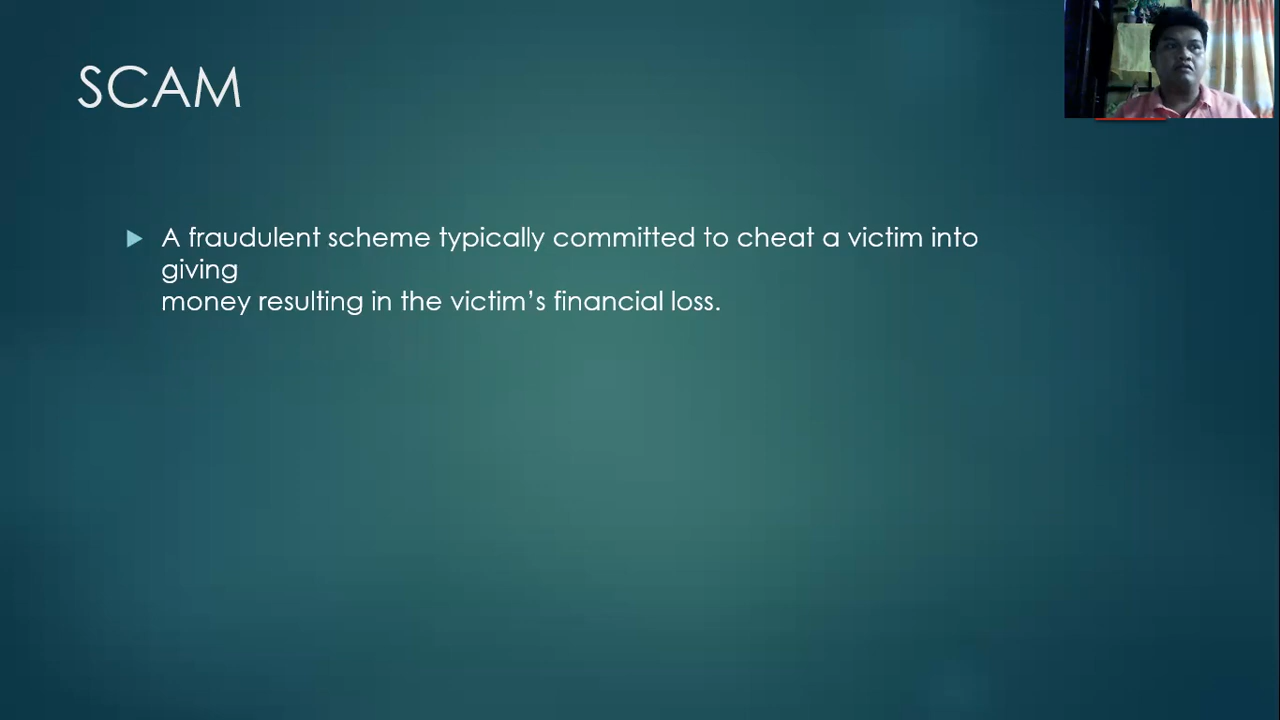 SCAM
A fraudulent scheme typically committed to cheat a victim into
giving
money resulting in the victim’s financial loss.